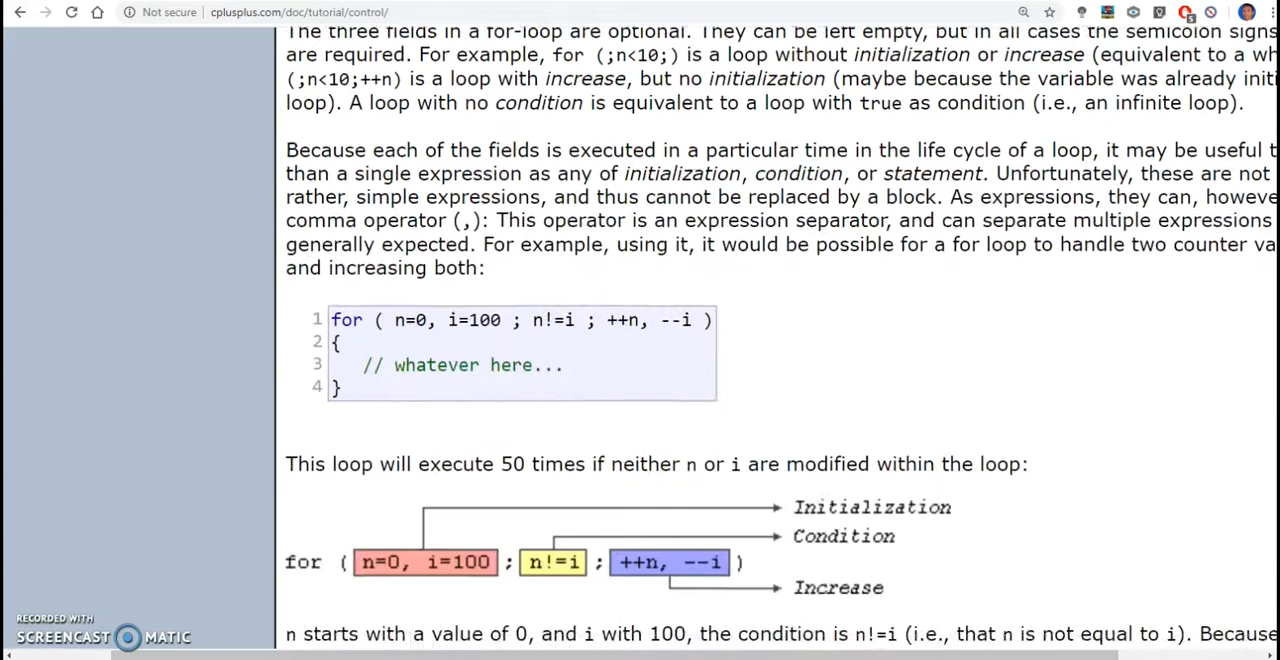 Not secure cplusplus.com/doc/tutorial/control/
The three fields in a for-loop are optional. They can be left empty, but in all cases the semicolon signs
are required. For example, for (;n<10;) is a loop without initialization or increase (equivalent to a wh
(;n<10;++n) is a loop with increase, but no initialization (maybe because the variable was already init
loop). A loop with no condition is equivalent to a loop with true as condition (i.e., an infinite loop).
Because each of the fields is executed in a particular time in the life cycle of a loop, it may be useful t
than a single expression as any of initialization, condition, or statement. Unfortunately, these are not
rather, simple expressions, and thus cannot be replaced by a block. As expressions, they can, howeve
comma operator (,): This operator is an expression separator, and can separate multiple expressions
generally expected. For example, using it, it would be possible for a for loop to handle two counter va
and increasing both:
1 for ( n=0, i=100 ; n!=i ; ++n, --i )
2 {
3 // whatever here...
4 }
This loop will execute 50 times if neither n or i are modified within the loop:
Initialization
Condition
for ( n=0, i=100 ; n!=i ; ++n, --i )
Increase
RECORDED WITH
SCREENCAST MATIC
n starts with a value of 0, and i with 100, the condition is n!=i (i.e., that n is not equal to i). Because